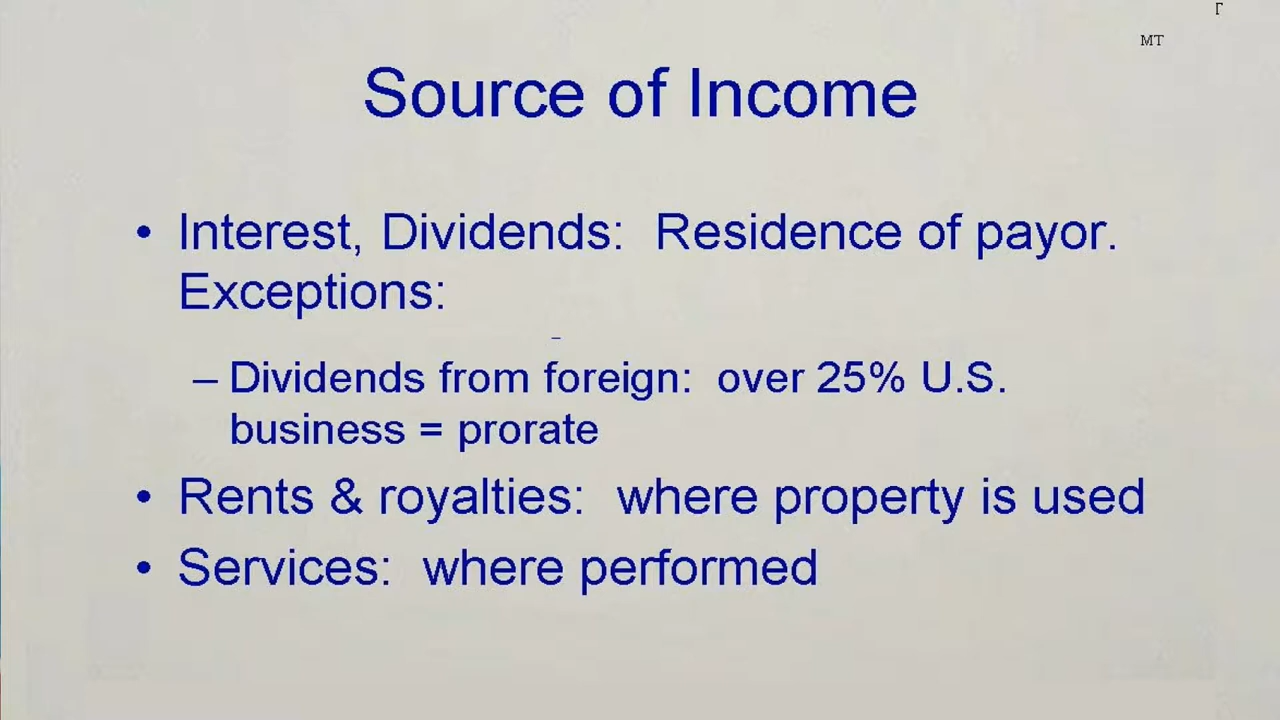 MT
Source of Income
• Interest, Dividends: Residence of payor.
Exceptions:
– Dividends from foreign: over 25% U.S.
business = prorate
• Rents & royalties: where property is used
• Services: where performed